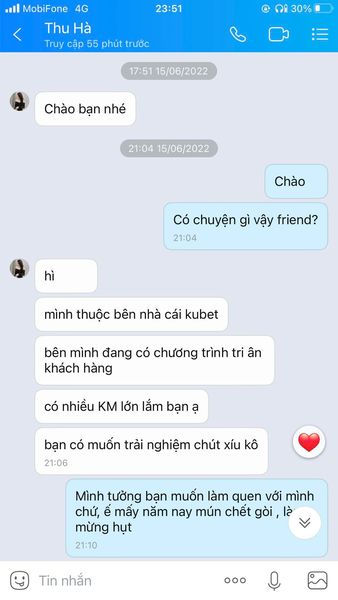 MobiFone 4G 23:51 30%
Thu Hà
Truy cập 55 phút trước
17:51 15/06/2022
Chào bạn nhé
21:04 15/06/2022
Chào
Có chuyện gì vậy friend?
21:04
hì
mình thuộc bên nhà cái kubet
bên mình đang có chương trình tri ân
khách hàng
có nhiều KM lớn lắm bạn ạ
bạn có muốn trải nghiệm chút xíu kô
21:06
Mình tưởng bạn muốn làm quen với mình
chứ, ế mấy năm nay mún chết gòi , là
mừng hụt
21:10
Tin nhắn